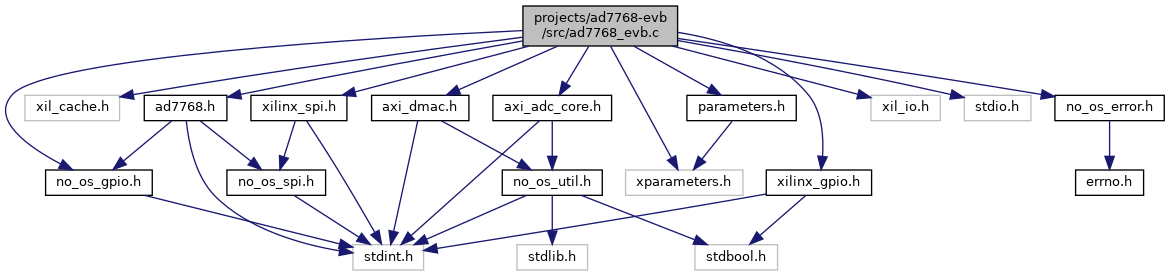 projects/ad7768-evb
/src/ad7768_evb.c
xil_cache.h
ad7768.h
xilinx_spi.h
axi_dmac.h
axi_adc_core.h
parameters.h
xil_io.h
stdio.h
no_os_error.h
no_os_gpio.h
no_os_spi.h
no_os_util.h
xparameters.h
xilinx_gpio.h
errno.h
stdint.h
stdlib.h
stdbool.h